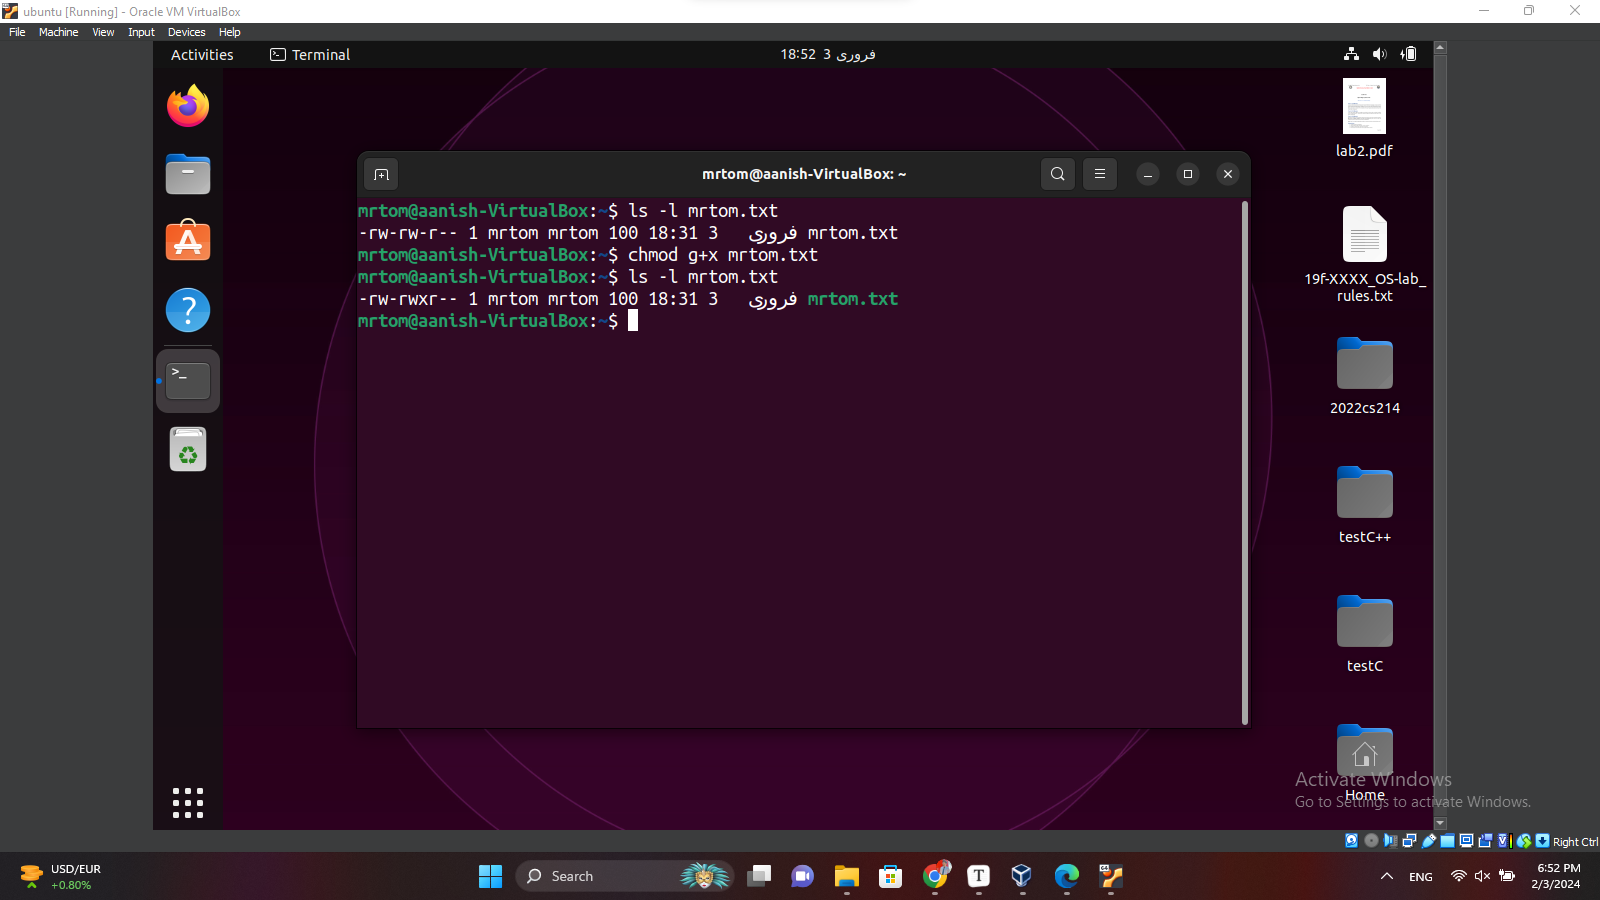 ubuntu [Running] - Oracle VM VirtualBox
File Machine View Input Devices Help
Activities Terminal 18:52 3 فروری
lab2.pdf
mrtom@aanish-VirtualBox: ~
mrtom@aanish-VirtualBox:~$ ls -l mrtom.txt
-rw-rw-r-- 1 mrtom mrtom 100 18:31 3 فروری mrtom.txt
mrtom@aanish-VirtualBox:~$ chmod g+x mrtom.txt
mrtom@aanish-VirtualBox:~$ ls -l mrtom.txt
-rw-rwxr-- 1 mrtom mrtom 100 18:31 3 فروری mrtom.txt
mrtom@aanish-VirtualBox:~$
19f-XXXX_OS-lab_
rules.txt
2022cs214
testC++
testC
Home
Activate Windows
Go to Settings to activate Windows.
Right Ctrl
USD/EUR
+0.80%
Search
ENG
6:52 PM
2/3/2024